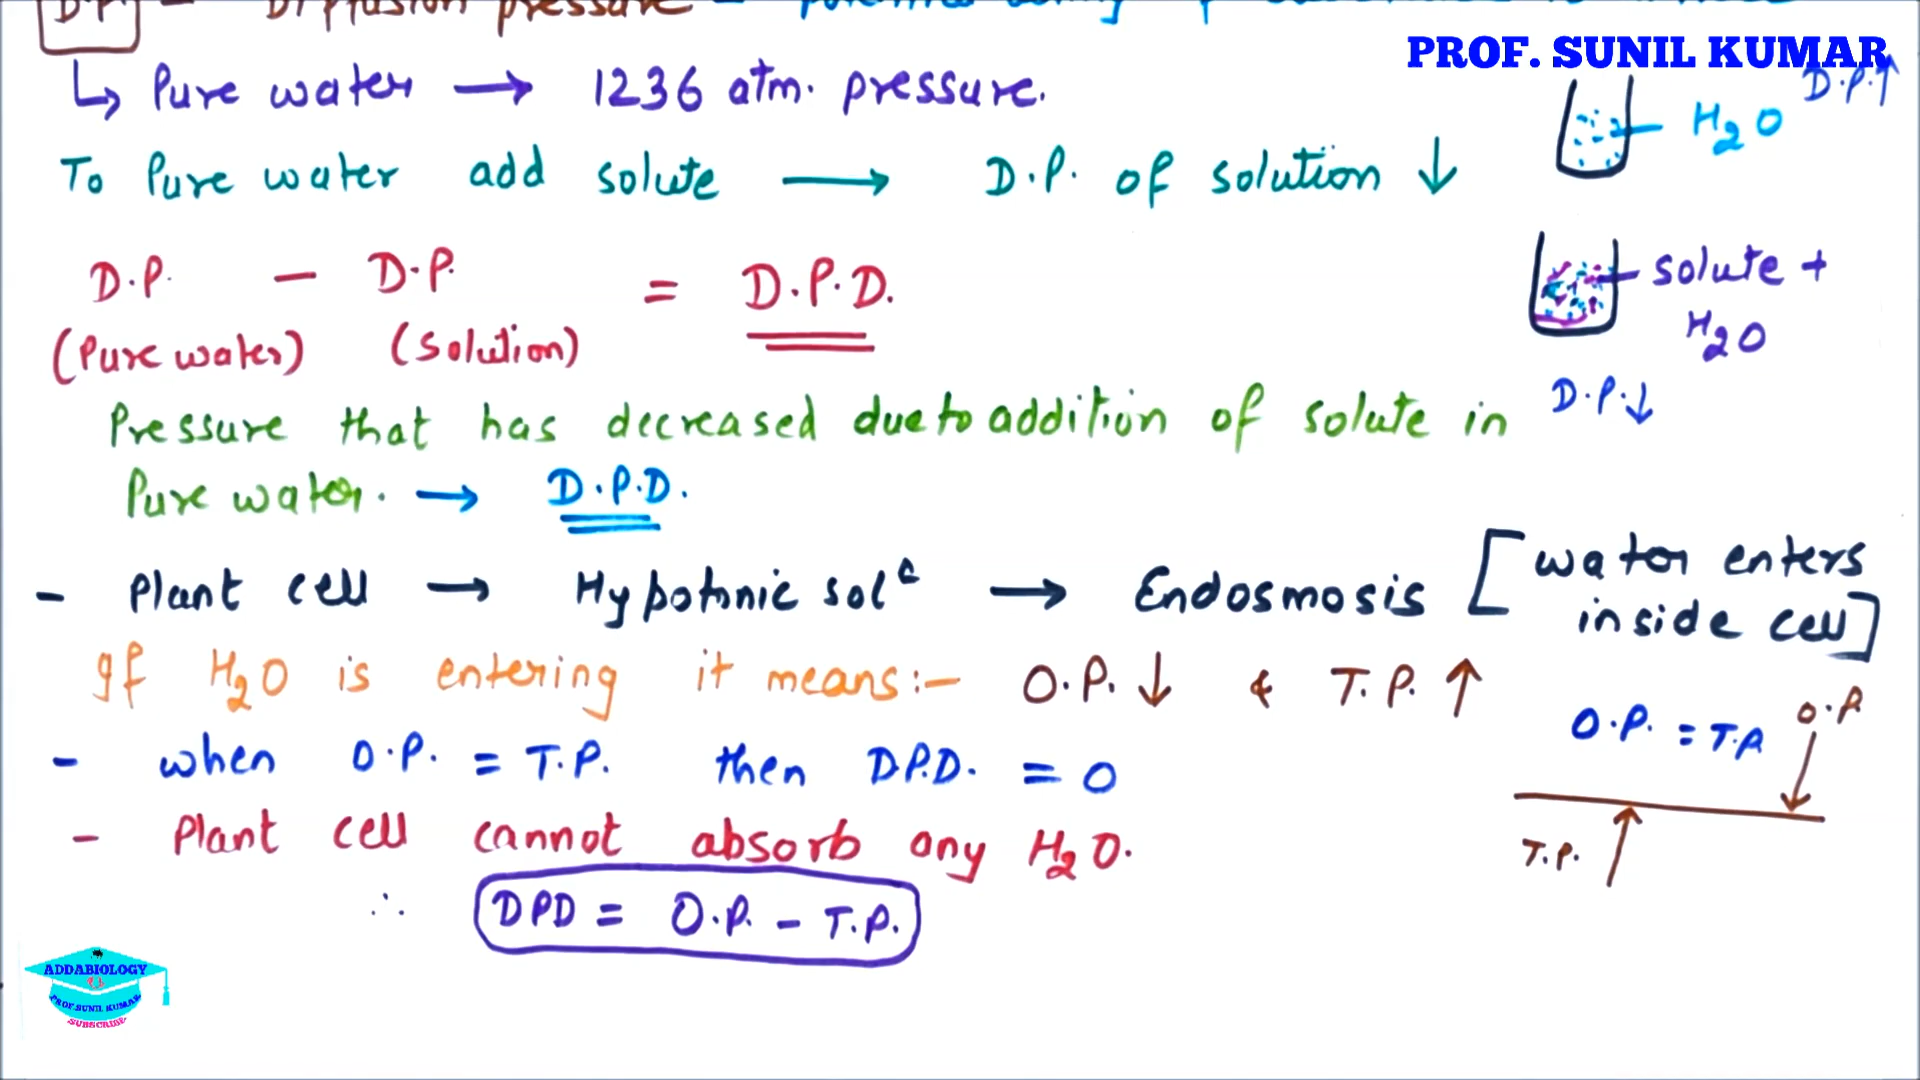 D.P. - Diffusion pressure -
PROF. SUNIL KUMAR
↳ Pure water → 1236 atm. pressure.
H2O D.P.↑
To Pure water add solute → D.P. of solution ↓
D.P. - D.P. = D.P.D.
(Pure water) (Solution)
solute +
H2O
D.P.↓
Pressure that has decreased due to addition of solute in
Pure water. → D.P.D.
- Plant cell → Hypotonic solⁿ → Endosmosis [water enters
inside cell]
If H2O is entering it means:- O.P.↓ & T.P.↑
O.P. = T.P. O.P.
- when O.P. = T.P. then D.P.D. = 0
- Plant cell cannot absorb any H2O.
T.P.
∴ DPD = O.P. - T.P.
ADDABIOLOGY
PROF.SUNIL KUMAR
SUBSCRIBE